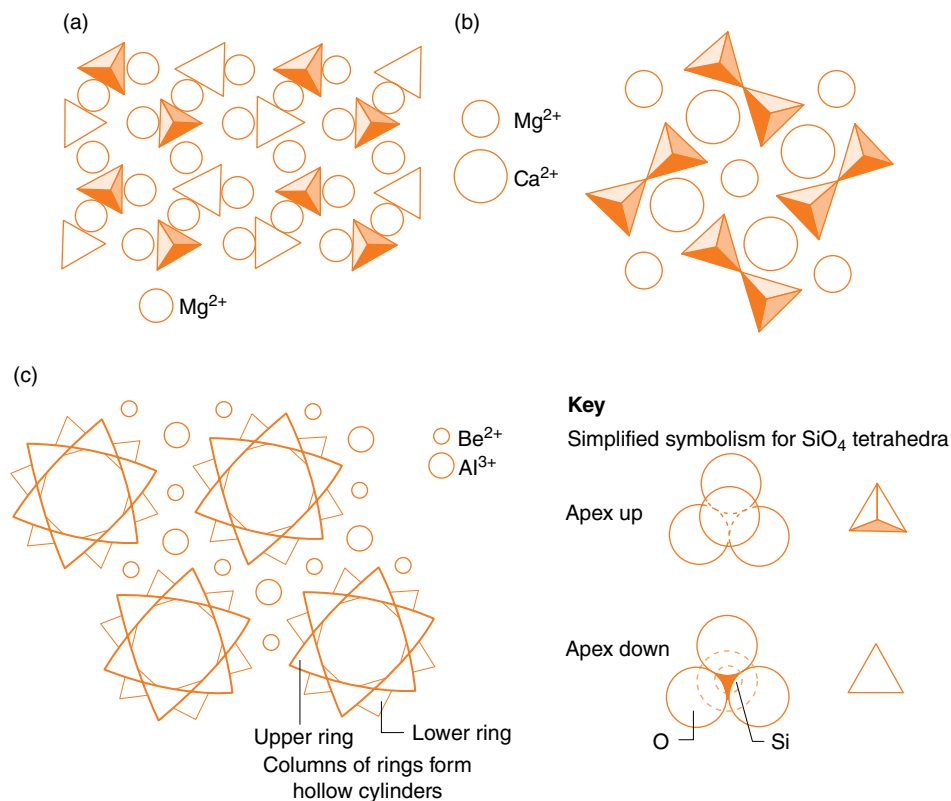 (a)
Mg²⁺
(b)
Mg²⁺
Ca²⁺
(c)
Be²⁺
Al³⁺
Upper ring
Lower ring
Columns of rings form
hollow cylinders
Key
Simplified symbolism for SiO₄ tetrahedra
Apex up
Apex down
O
Si